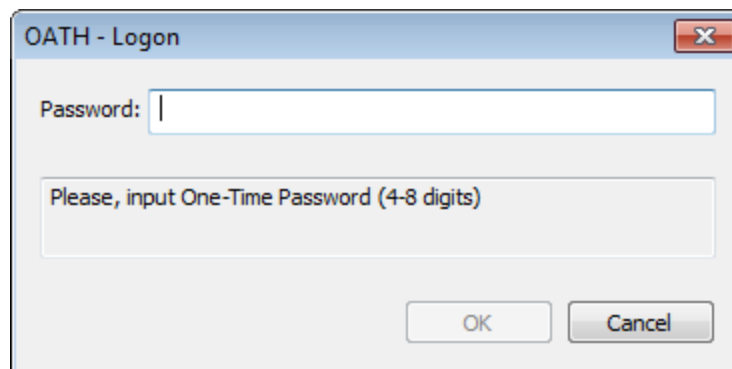 OATH - Logon
Password:
Please, input One-Time Password (4-8 digits)
OK Cancel